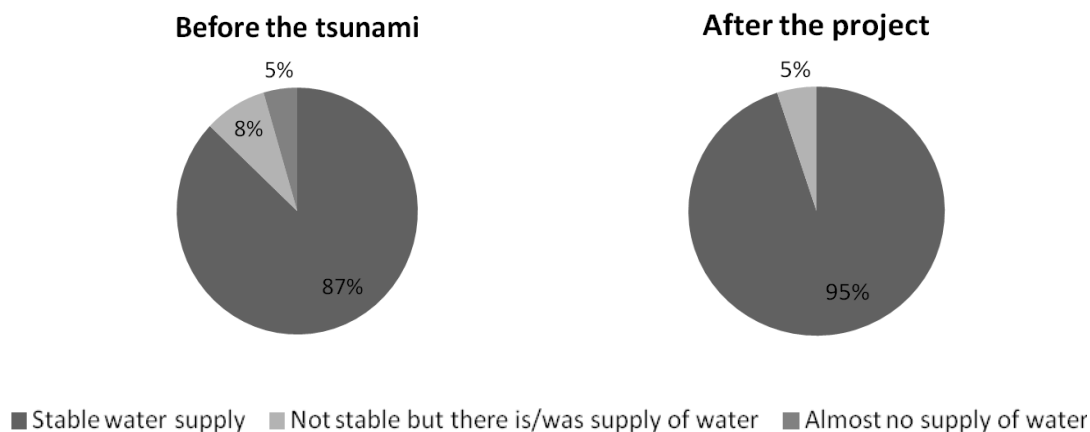 Before the tsunami
After the project
5%
8%
87%
5%
95%
Stable water supply
Not stable but there is/was supply of water
Almost no supply of water